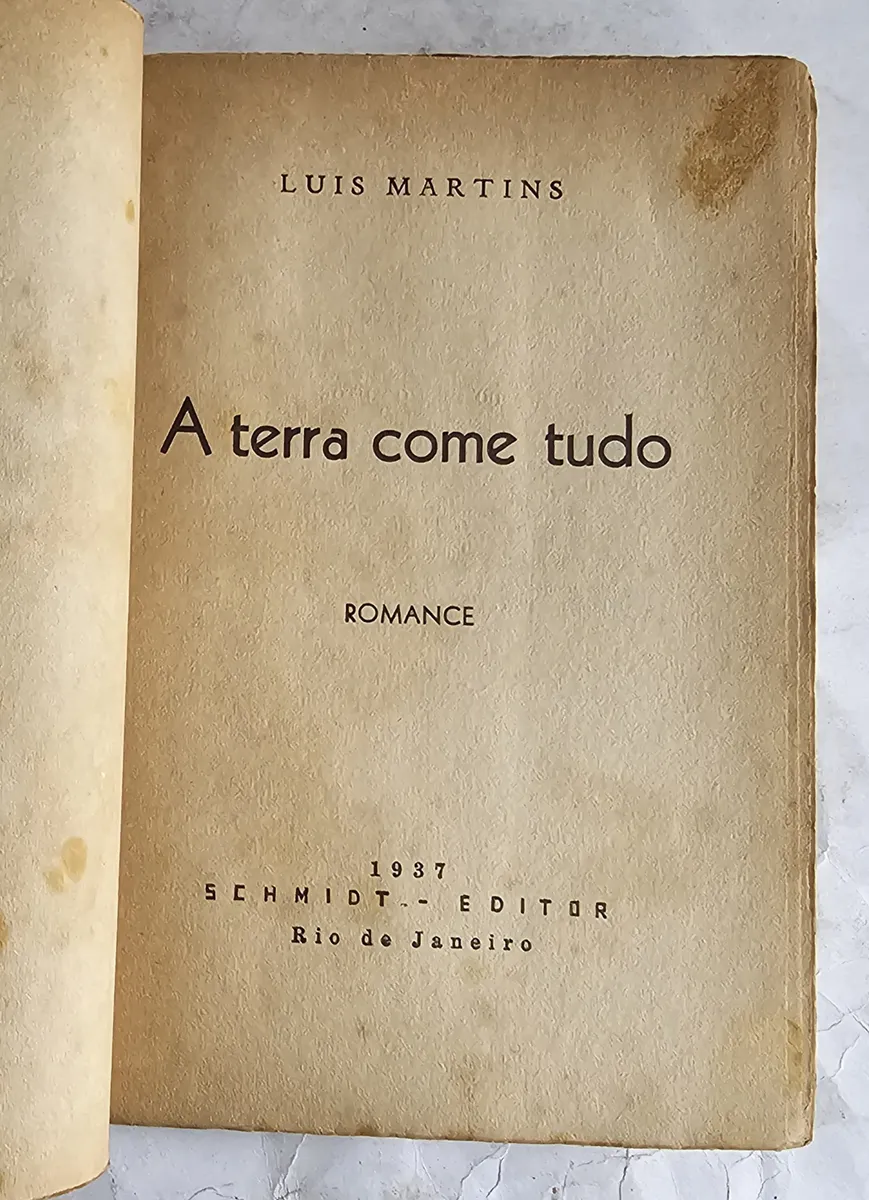 LUIS MARTINS
A terra come tudo
ROMANCE
1937
SCHMIDT -- EDITOR
Rio de Janeiro